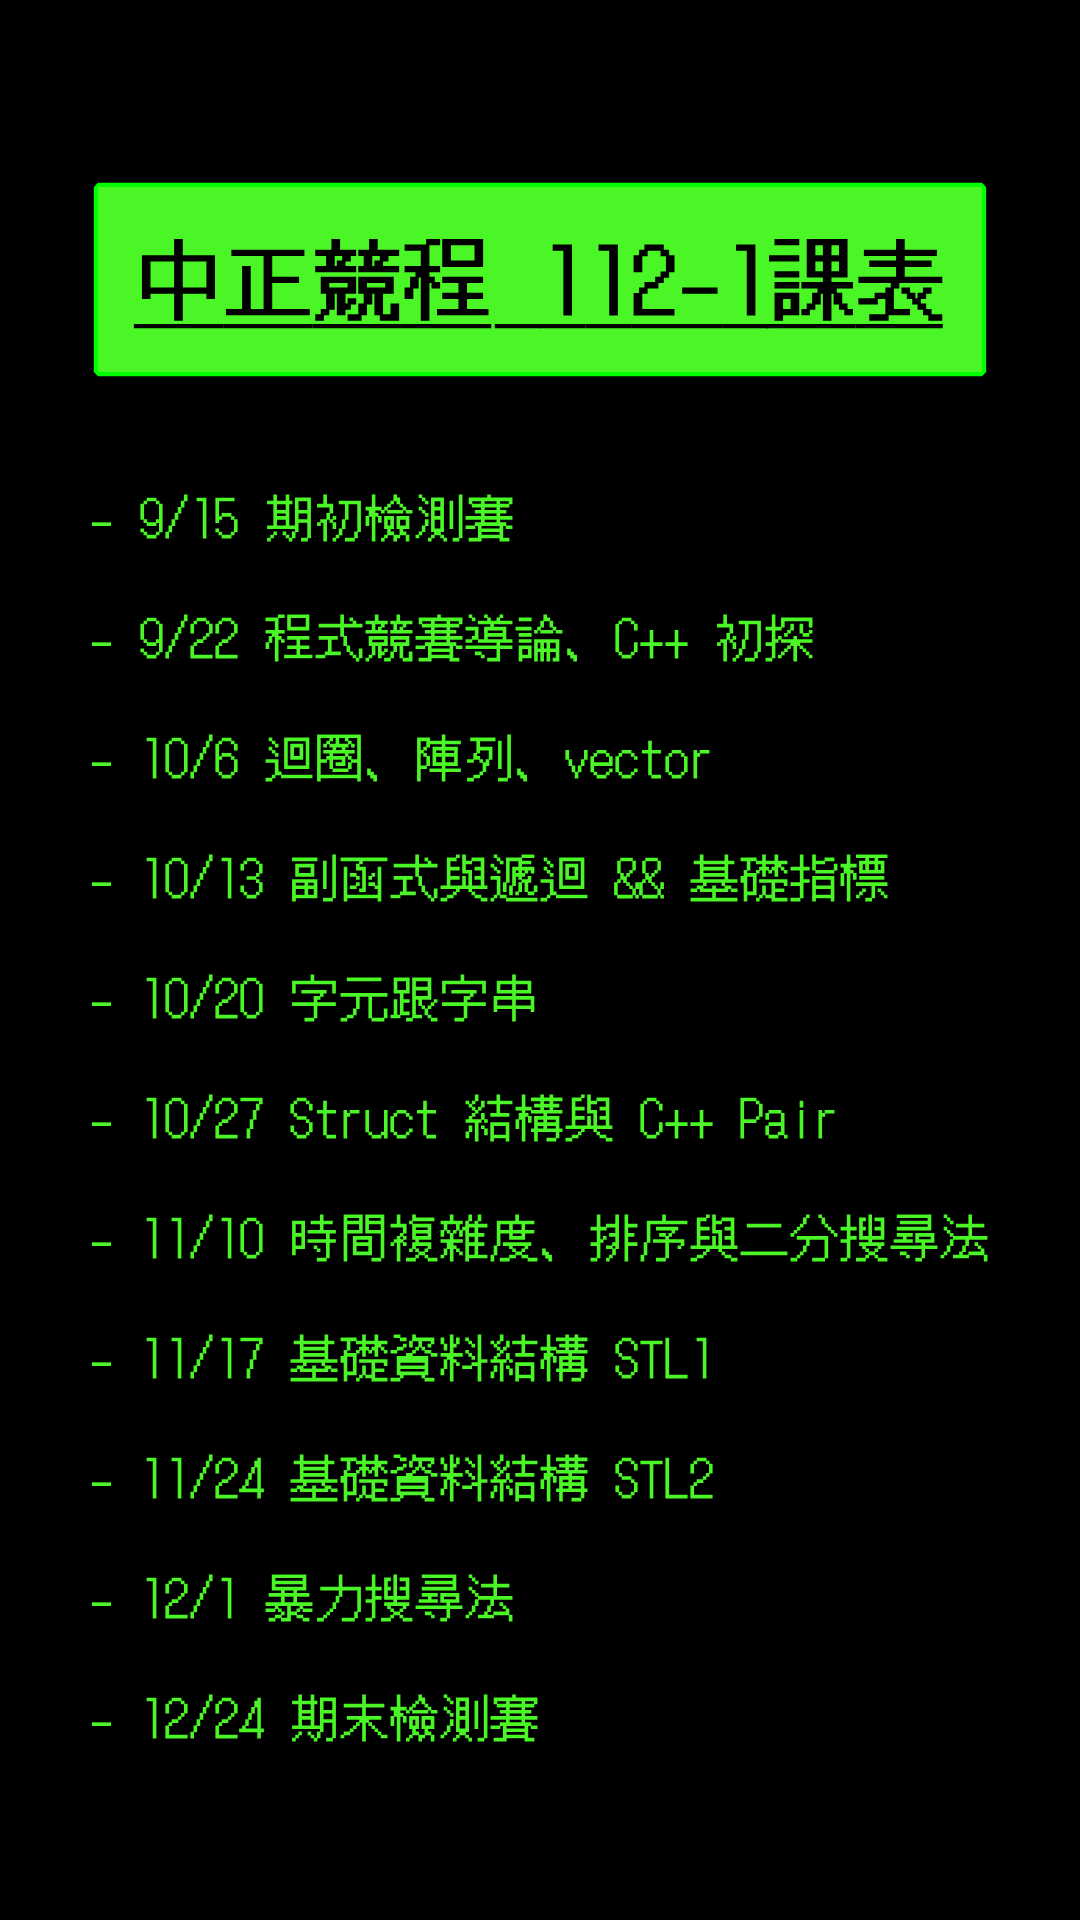 中正競程 112-1課表
- 9/15 期初檢測賽
- 9/22 程式競賽導論、C++ 初探
- 10/6 迴圈、陣列、vector
- 10/13 副函式與遞迴 && 基礎指標
- 10/20 字元跟字串
- 10/27 Struct 結構與 C++ Pair
- 11/10 時間複雜度、排序與二分搜尋法
- 11/17 基礎資料結構 STL1
- 11/24 基礎資料結構 STL2
- 12/1 暴力搜尋法
- 12/24 期末檢測賽